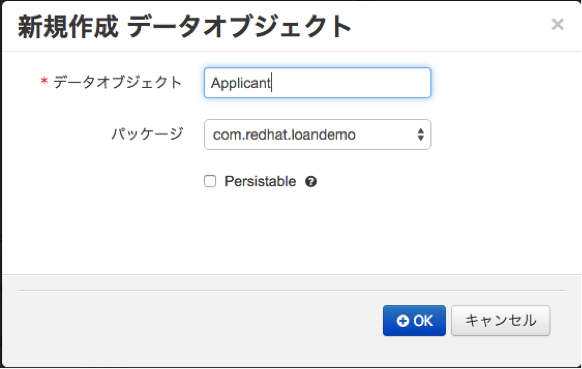 新規作成 データオブジェクト ×
* データオブジェクト Applicant
パッケージ com.redhat.loandemo
Persistable ?
OK キャンセル